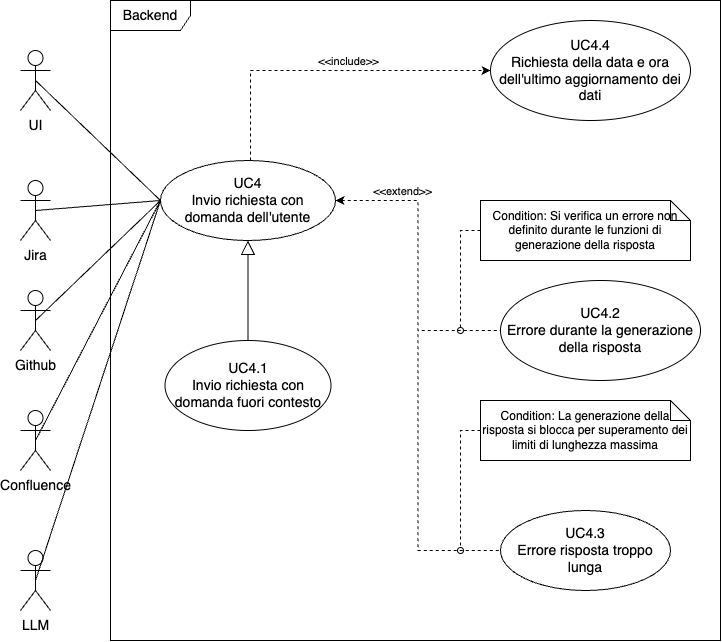 Backend
UI
Jira
Github
Confluence
LLM
<<include>>
UC4.4
Richiesta della data e ora
dell'ultimo aggiornamento dei
dati
UC4
Invio richiesta con
domanda dell'utente
<<extend>>
Condition: Si verifica un errore non
definito durante le funzioni di
generazione della risposta
UC4.2
Errore durante la generazione
della risposta
UC4.1
Invio richiesta con
domanda fuori contesto
Condition: La generazione della
risposta si blocca per superamento dei
limiti di lunghezza massima
UC4.3
Errore risposta troppo
lunga